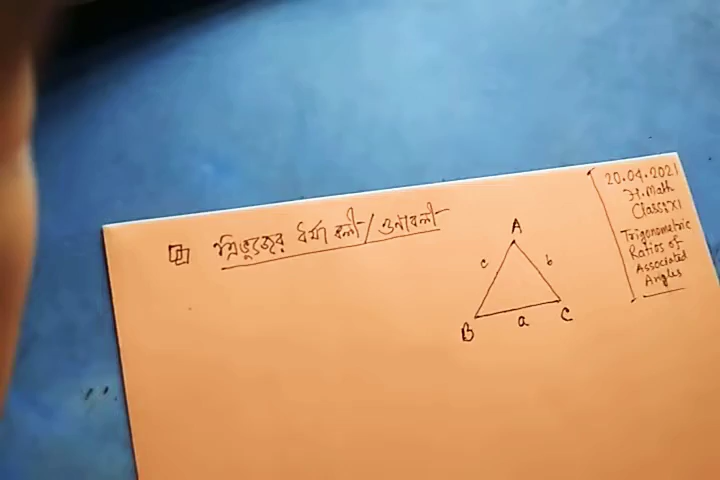 ত্রিভুজের ধর্মাবলী / গুনাবলী
A
c
b
B
a
C
20.04.2021
H.Math
Class:XI
Trigonometric
Ratios of
Associated
Angles